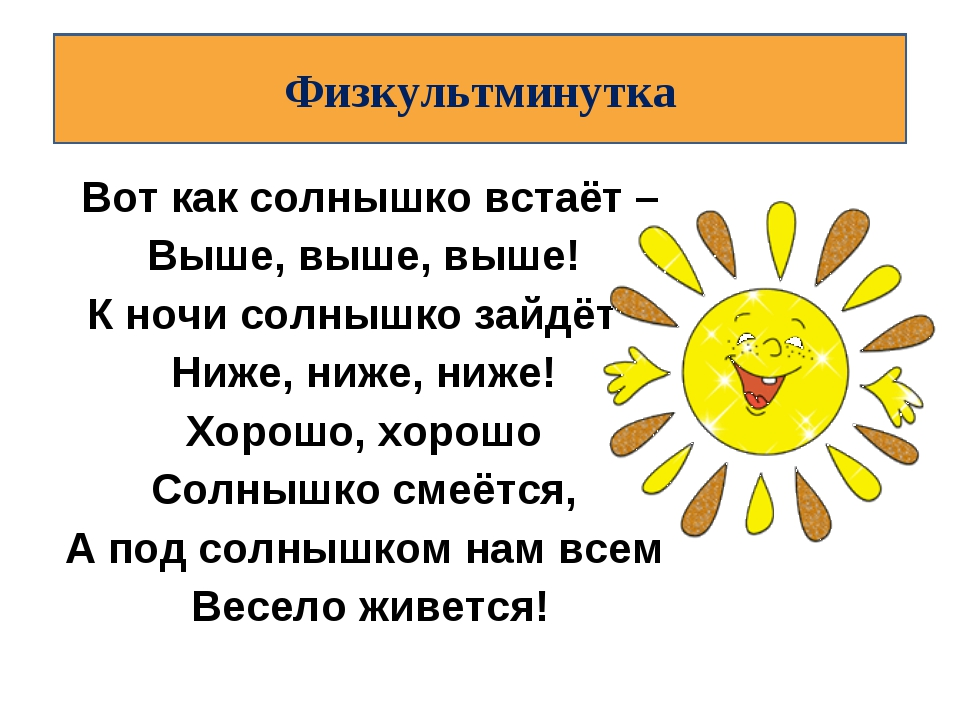 Физкультминутка
Вот как солнышко встаёт –
Выше, выше, выше!
К ночи солнышко зайдёт
Ниже, ниже, ниже!
Хорошо, хорошо
Солнышко смеётся,
А под солнышком нам всем
Весело живется!